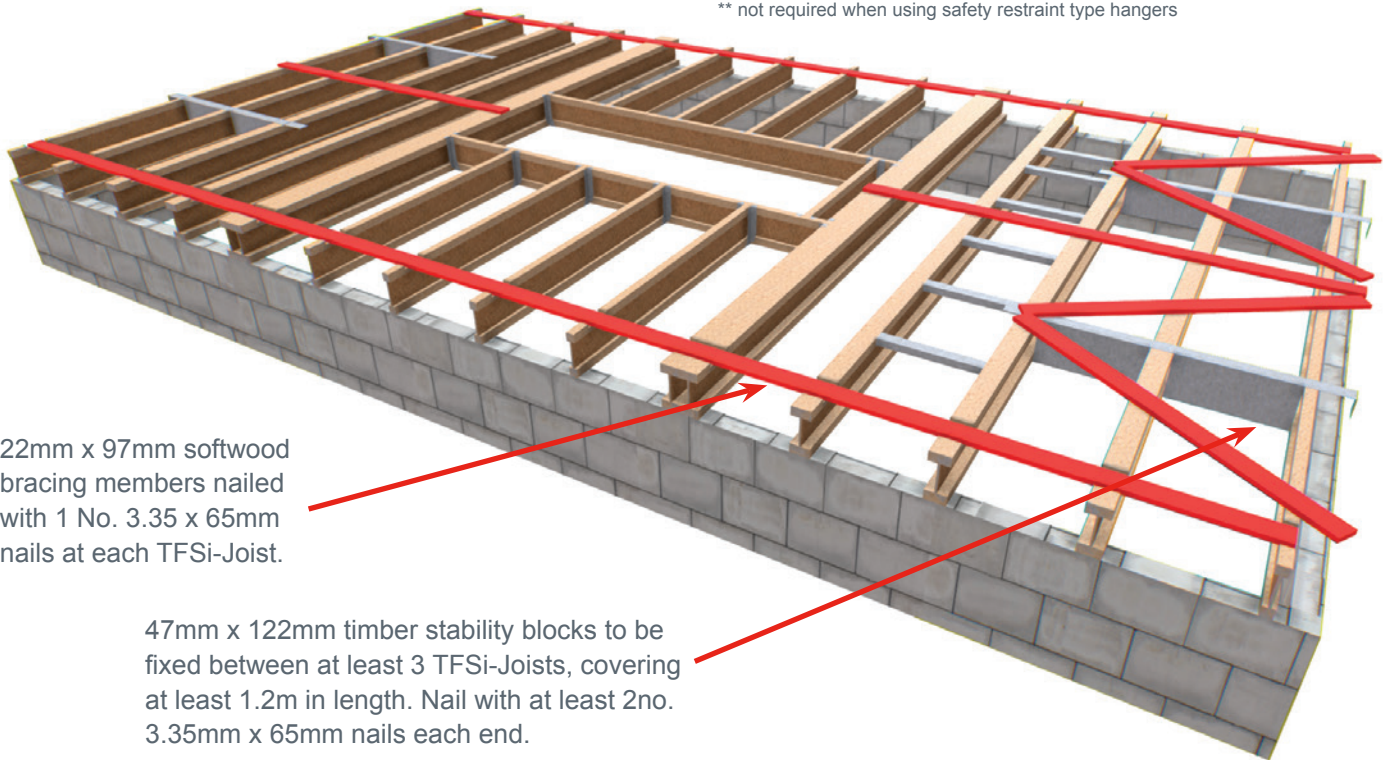 ** not required when using safety restraint type hangers
22mm x 97mm softwood
bracing members nailed
with 1 No. 3.35 x 65mm
nails at each TFSi-Joist.
47mm x 122mm timber stability blocks to be
fixed between at least 3 TFSi-Joists, covering
at least 1.2m in length. Nail with at least 2no.
3.35mm x 65mm nails each end.